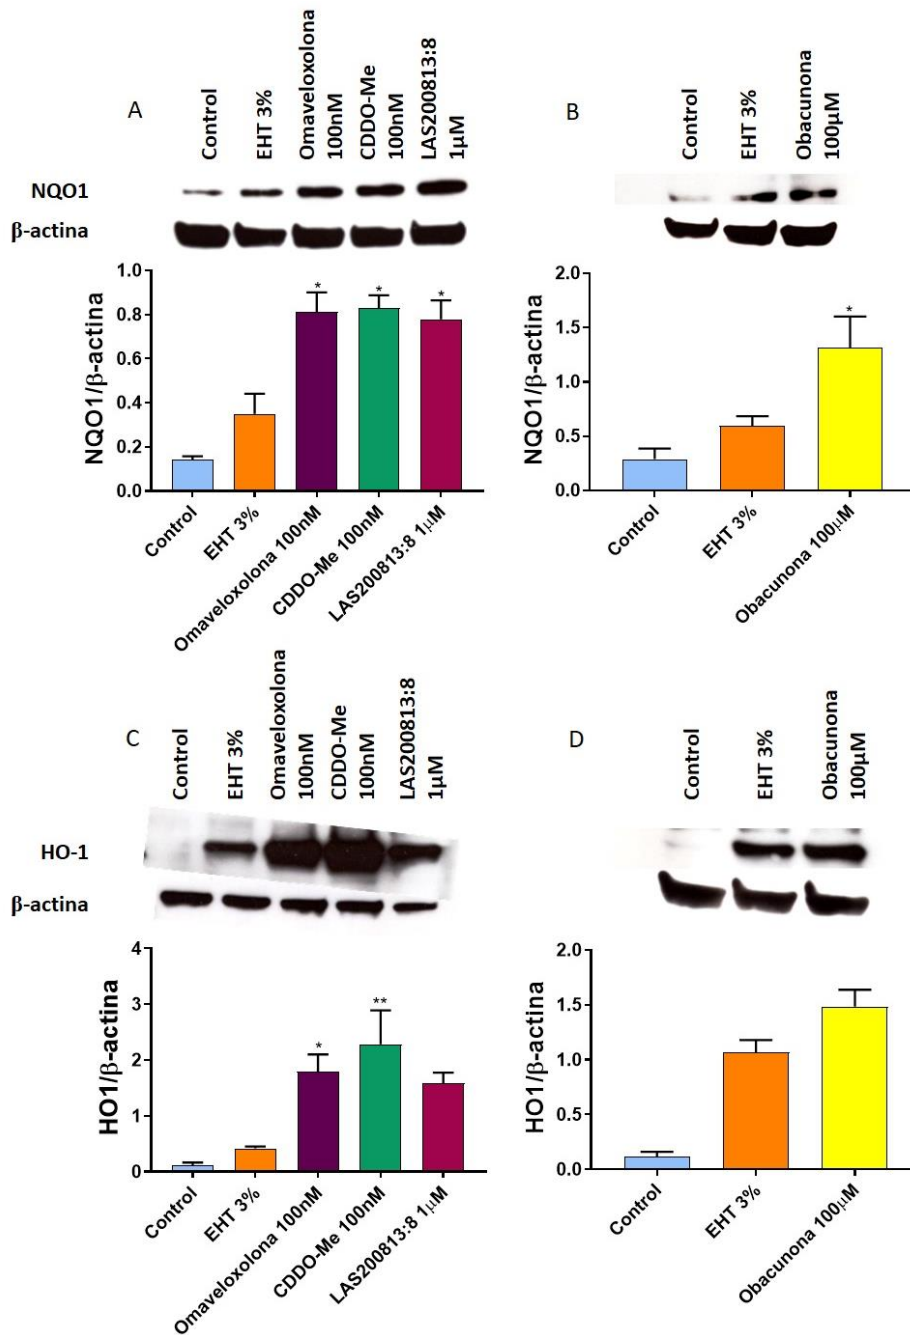 A
Control
EHT 3%
Omaveloxolona
100nM
CDDO-Me
100nM
LAS200813:8
1µM
NQO1
β-actina
NQO1/β-actina
1.0
0.8
0.6
0.4
0.2
0.0
*
*
*
Control
EHT 3%
Omaveloxolona 100nM
CDDO-Me 100nM
LAS200813:8 1µM
B
Control
EHT 3%
Obacunona
100µM
NQO1/β-actina
2.0
1.5
1.0
0.5
0.0
*
Control
EHT 3%
Obacunona 100µM
C
Control
EHT 3%
Omaveloxolona
100nM
CDDO-Me
100nM
LAS200813:8
1µM
HO-1
β-actina
HO1/β-actina
4
3
2
1
0
*
**
Control
EHT 3%
Omaveloxolona 100nM
CDDO-Me 100nM
LAS200813:8 1µM
D
Control
EHT 3%
Obacunona
100µM
HO1/β-actina
2.0
1.5
1.0
0.5
0.0
Control
EHT 3%
Obacunona 100µM